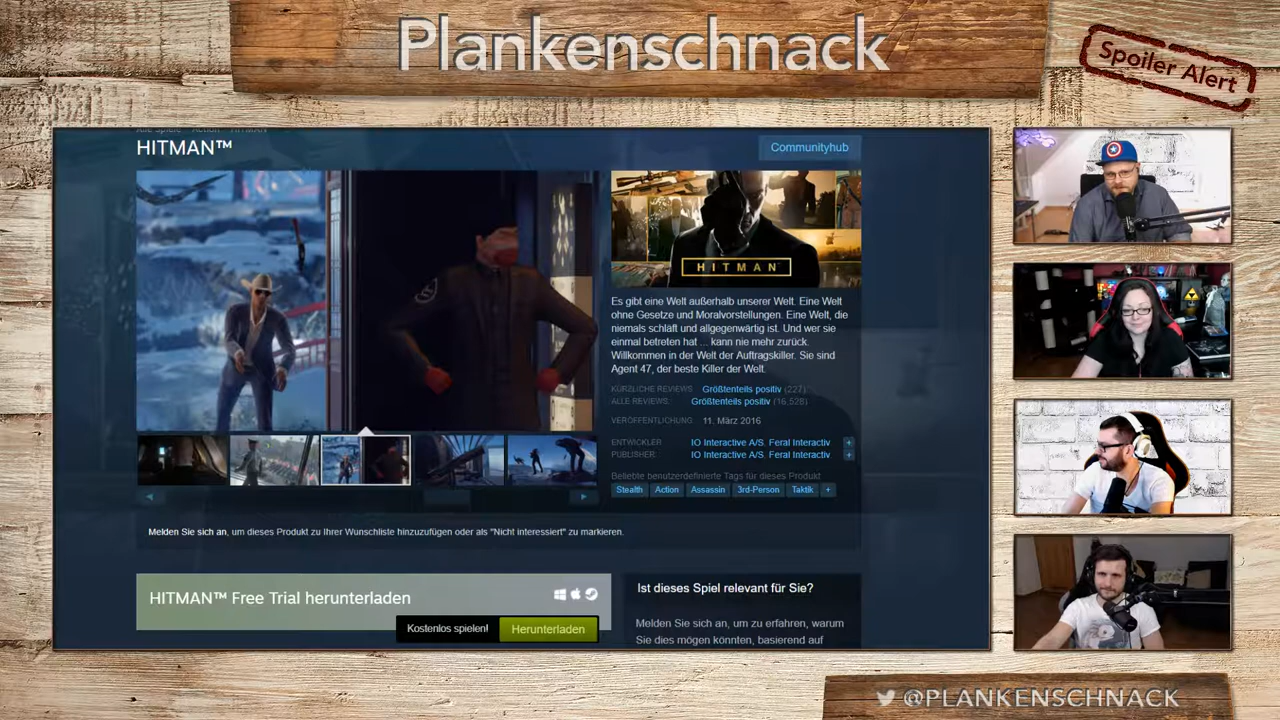 Plankenschnack
Spoiler Alert
Alle Spiele Action HITMAN
HITMAN™
Communityhub
HITMAN
Es gibt eine Welt außerhalb unserer Welt. Eine Welt
ohne Gesetze und Moralvorstellungen. Eine Welt, die
niemals schläft und allgegenwärtig ist. Und wer sie
einmal betreten hat ... kann nie mehr zurück.
Willkommen in der Welt der Auftragskiller. Sie sind
Agent 47, der beste Killer der Welt.
KÜRZLICHE REVIEWS Größtenteils positiv (227)
ALLE REVIEWS: Größtenteils positiv (16,528)
VERÖFFENTLICHUNG: 11. März 2016
ENTWICKLER IO Interactive A/S, Feral Interactiv +
PUBLISHER: IO Interactive A/S, Feral Interactiv +
Beliebte benutzerdefinierte Tags für dieses Produkt
Stealth Action Assassin 3rd-Person Taktik +
Melden Sie sich an, um dieses Produkt zu Ihrer Wunschliste hinzuzufügen oder als "Nicht interessiert" zu markieren.
HITMAN™ Free Trial herunterladen
Kostenlos spielen! Herunterladen
Ist dieses Spiel relevant für Sie?
Melden Sie sich an, um zu erfahren, warum
Sie dies mögen könnten, basierend auf
@PLANKENSCHNACK